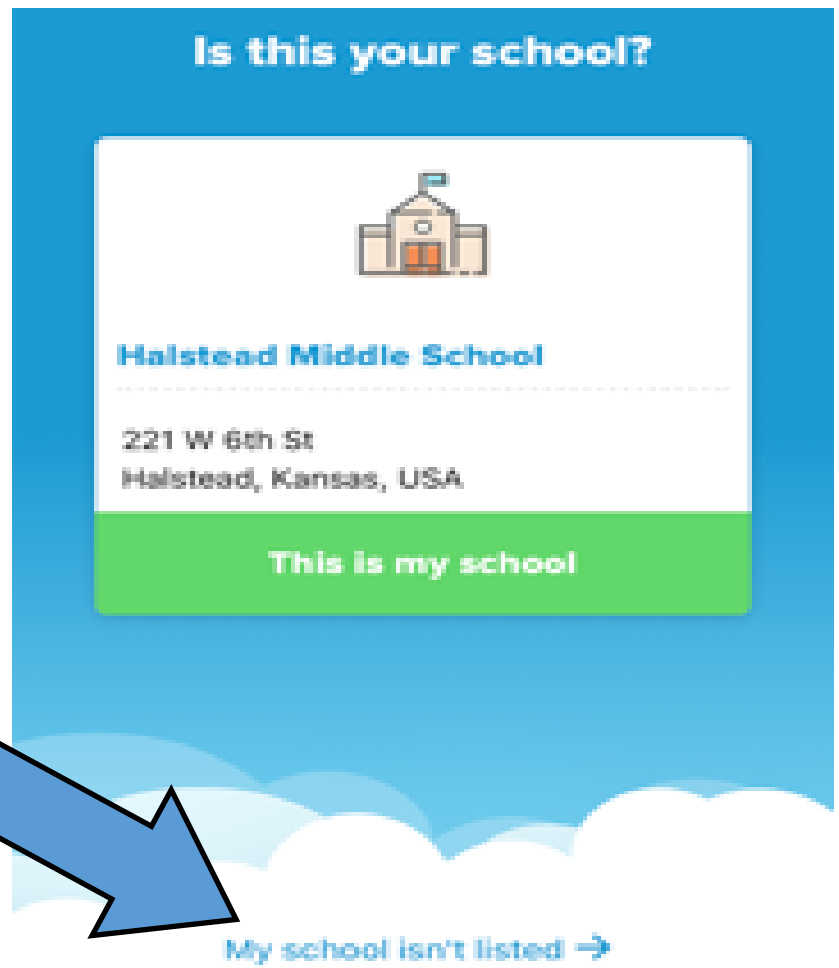 Is this your school?
Halstead Middle School
221 W 6th St
Halstead, Kansas, USA
This is my school
My school isn't listed →